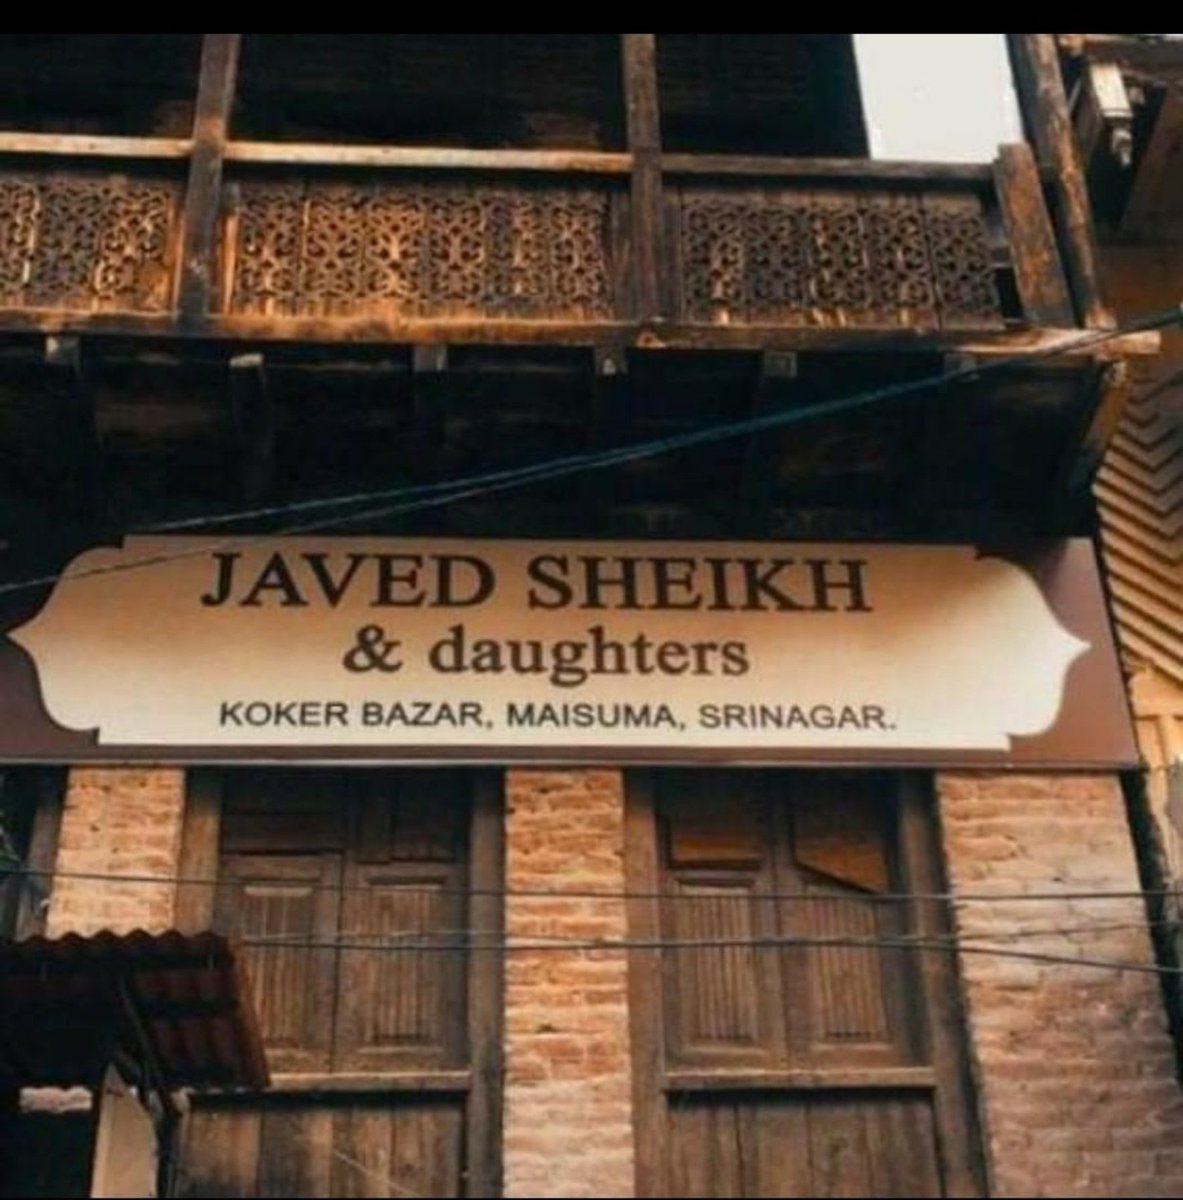 JAVED SHEIKH
& daughters
KOKER BAZAR, MAISUMA, SRINAGAR.